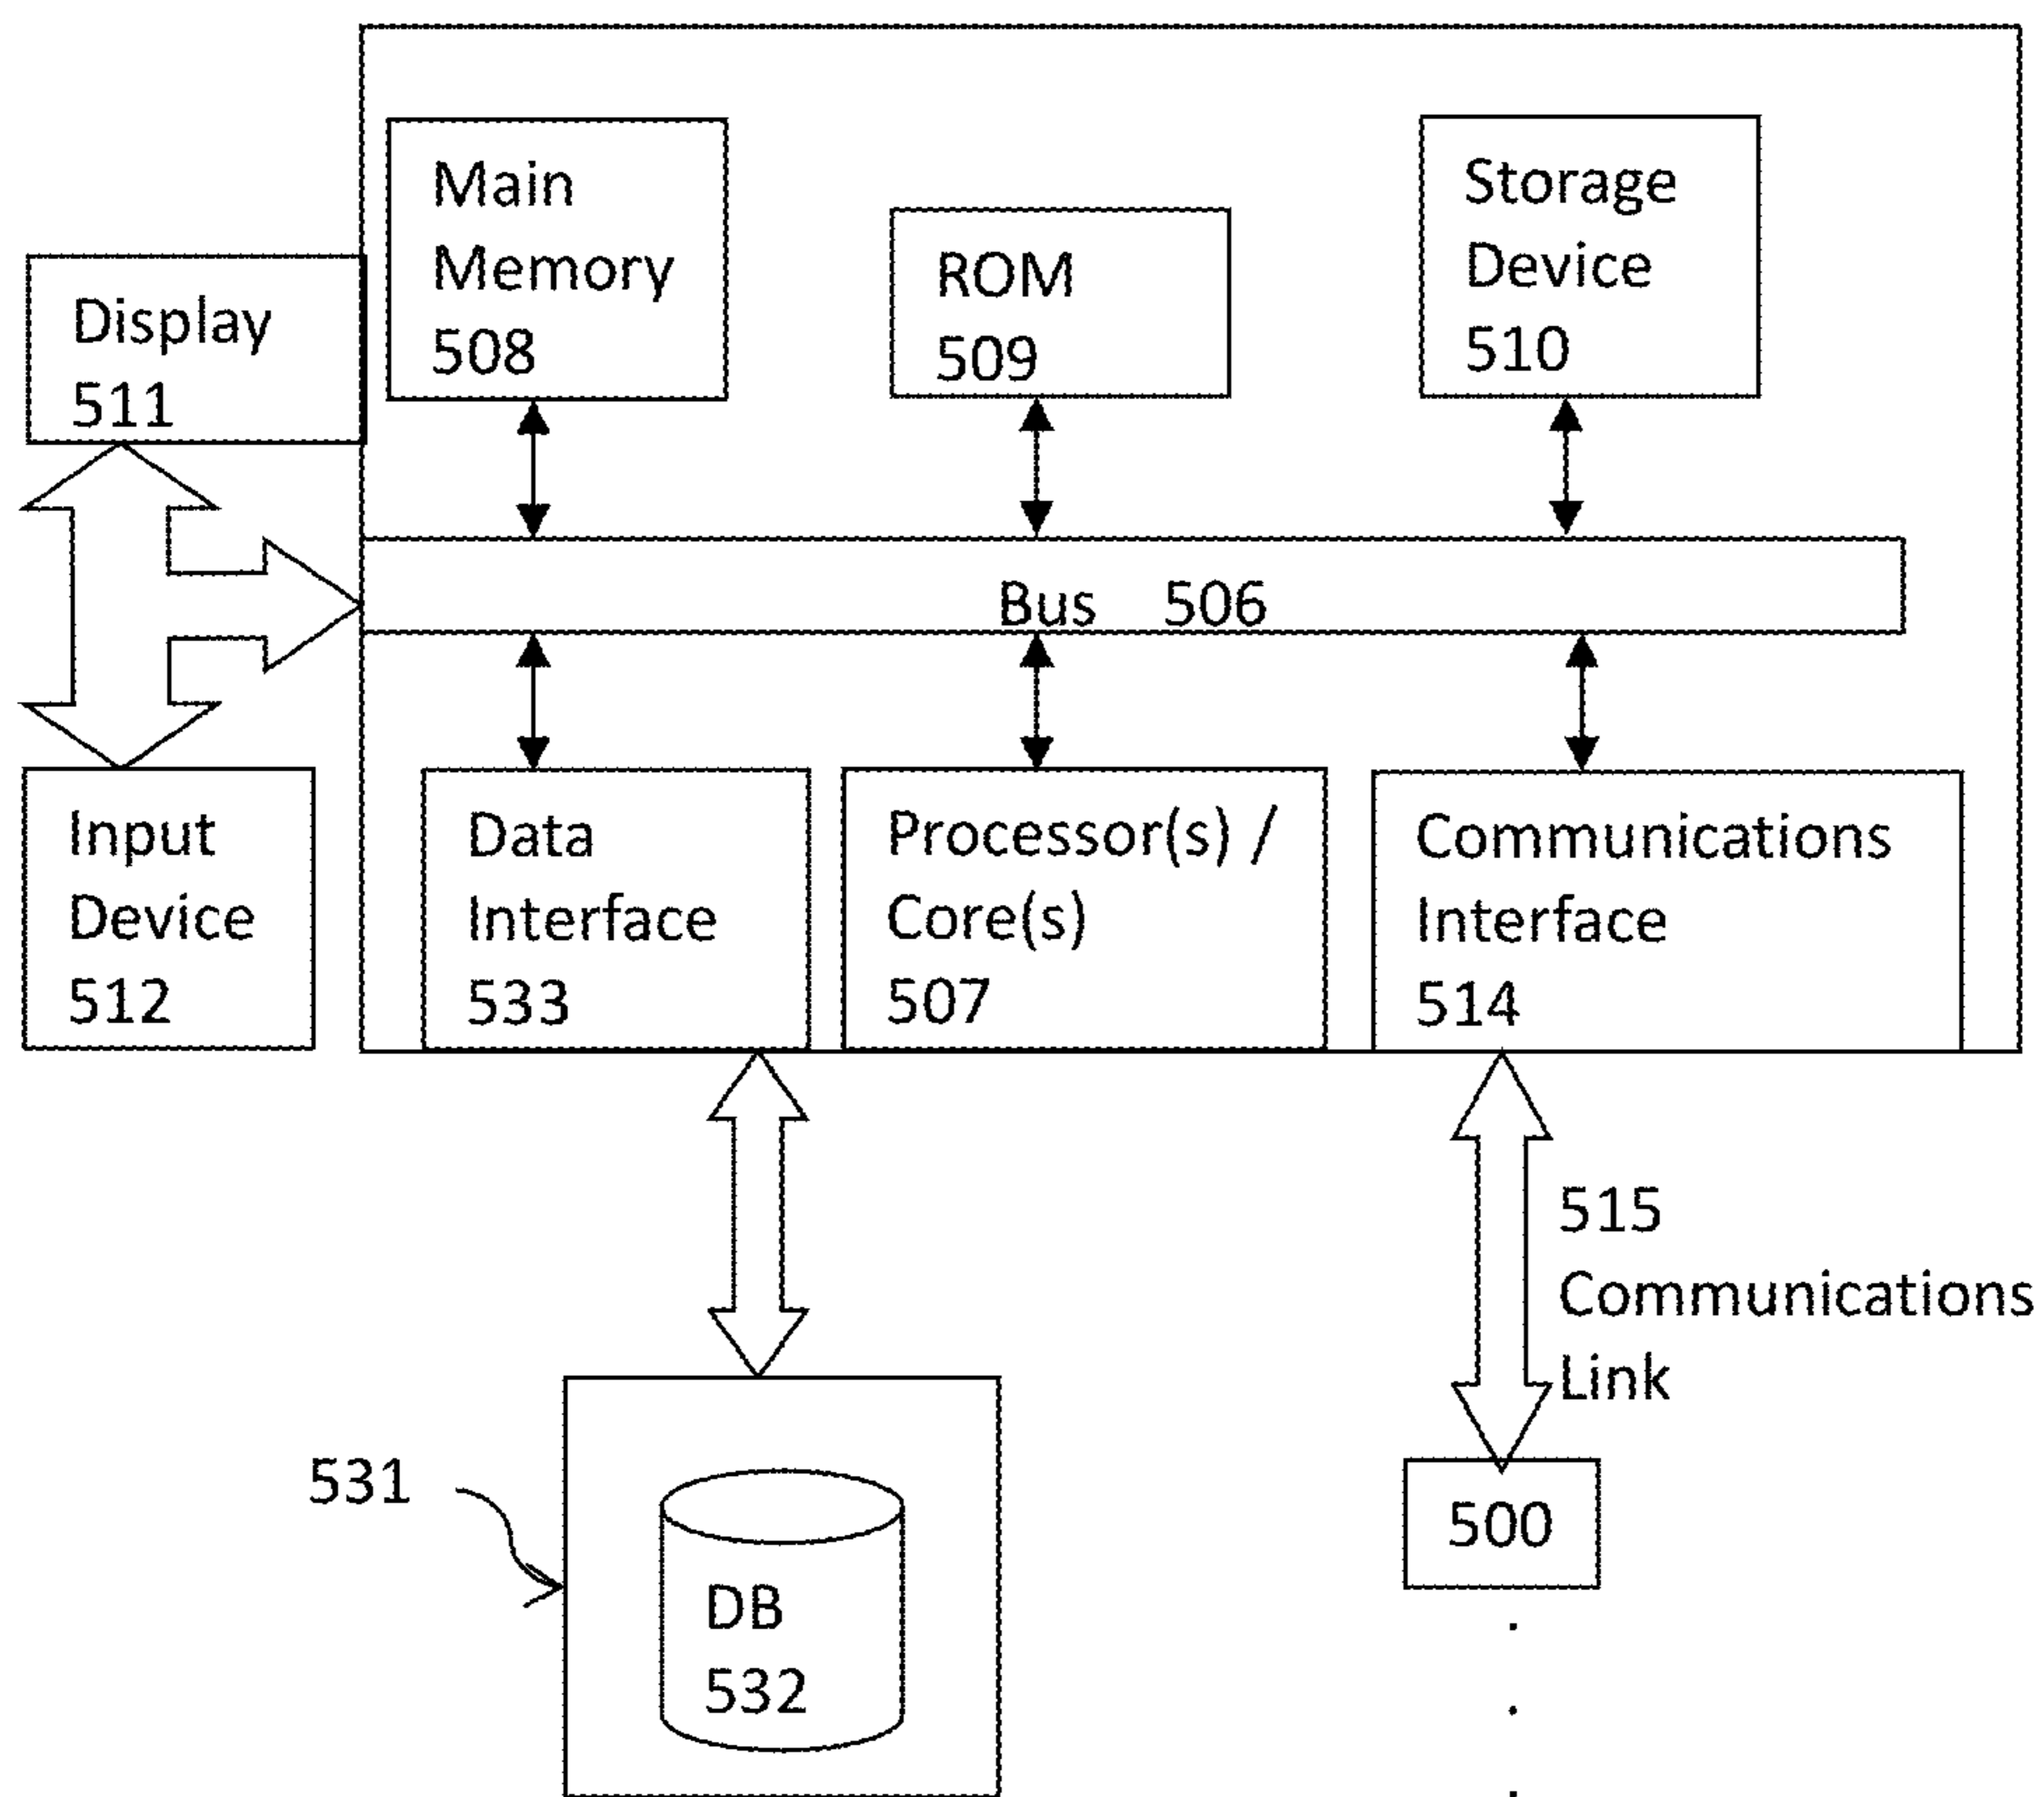 Main
Memory
508
ROM
509
Storage
Device
510
Display
511
Bus 506
Input
Device
512
Data
Interface
533
Processor(s) /
Core(s)
507
Communications
Interface
514
515
Communications
Link
531
500
DB
532